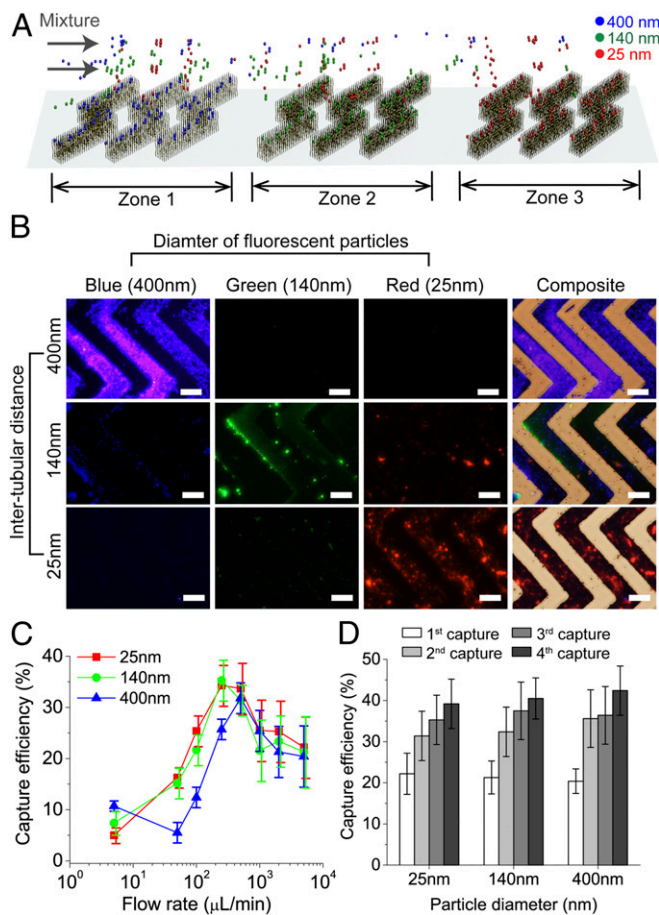 A
Mixture
400 nm
140 nm
25 nm
Zone 1
Zone 2
Zone 3
B
Diamter of fluorescent particles
Blue (400nm)
Green (140nm)
Red (25nm)
Composite
Inter-tubular distance
400nm
140nm
25nm
C
Capture efficiency (%)
50
40
30
20
10
0
25nm
140nm
400nm
10⁰
10¹
10²
10³
10⁴
Flow rate (μL/min)
D
1ˢᵗ capture
2ⁿᵈ capture
3ʳᵈ capture
4ᵗʰ capture
Capture efficiency (%)
50
40
30
20
10
0
25nm
140nm
400nm
Particle diameter (nm)